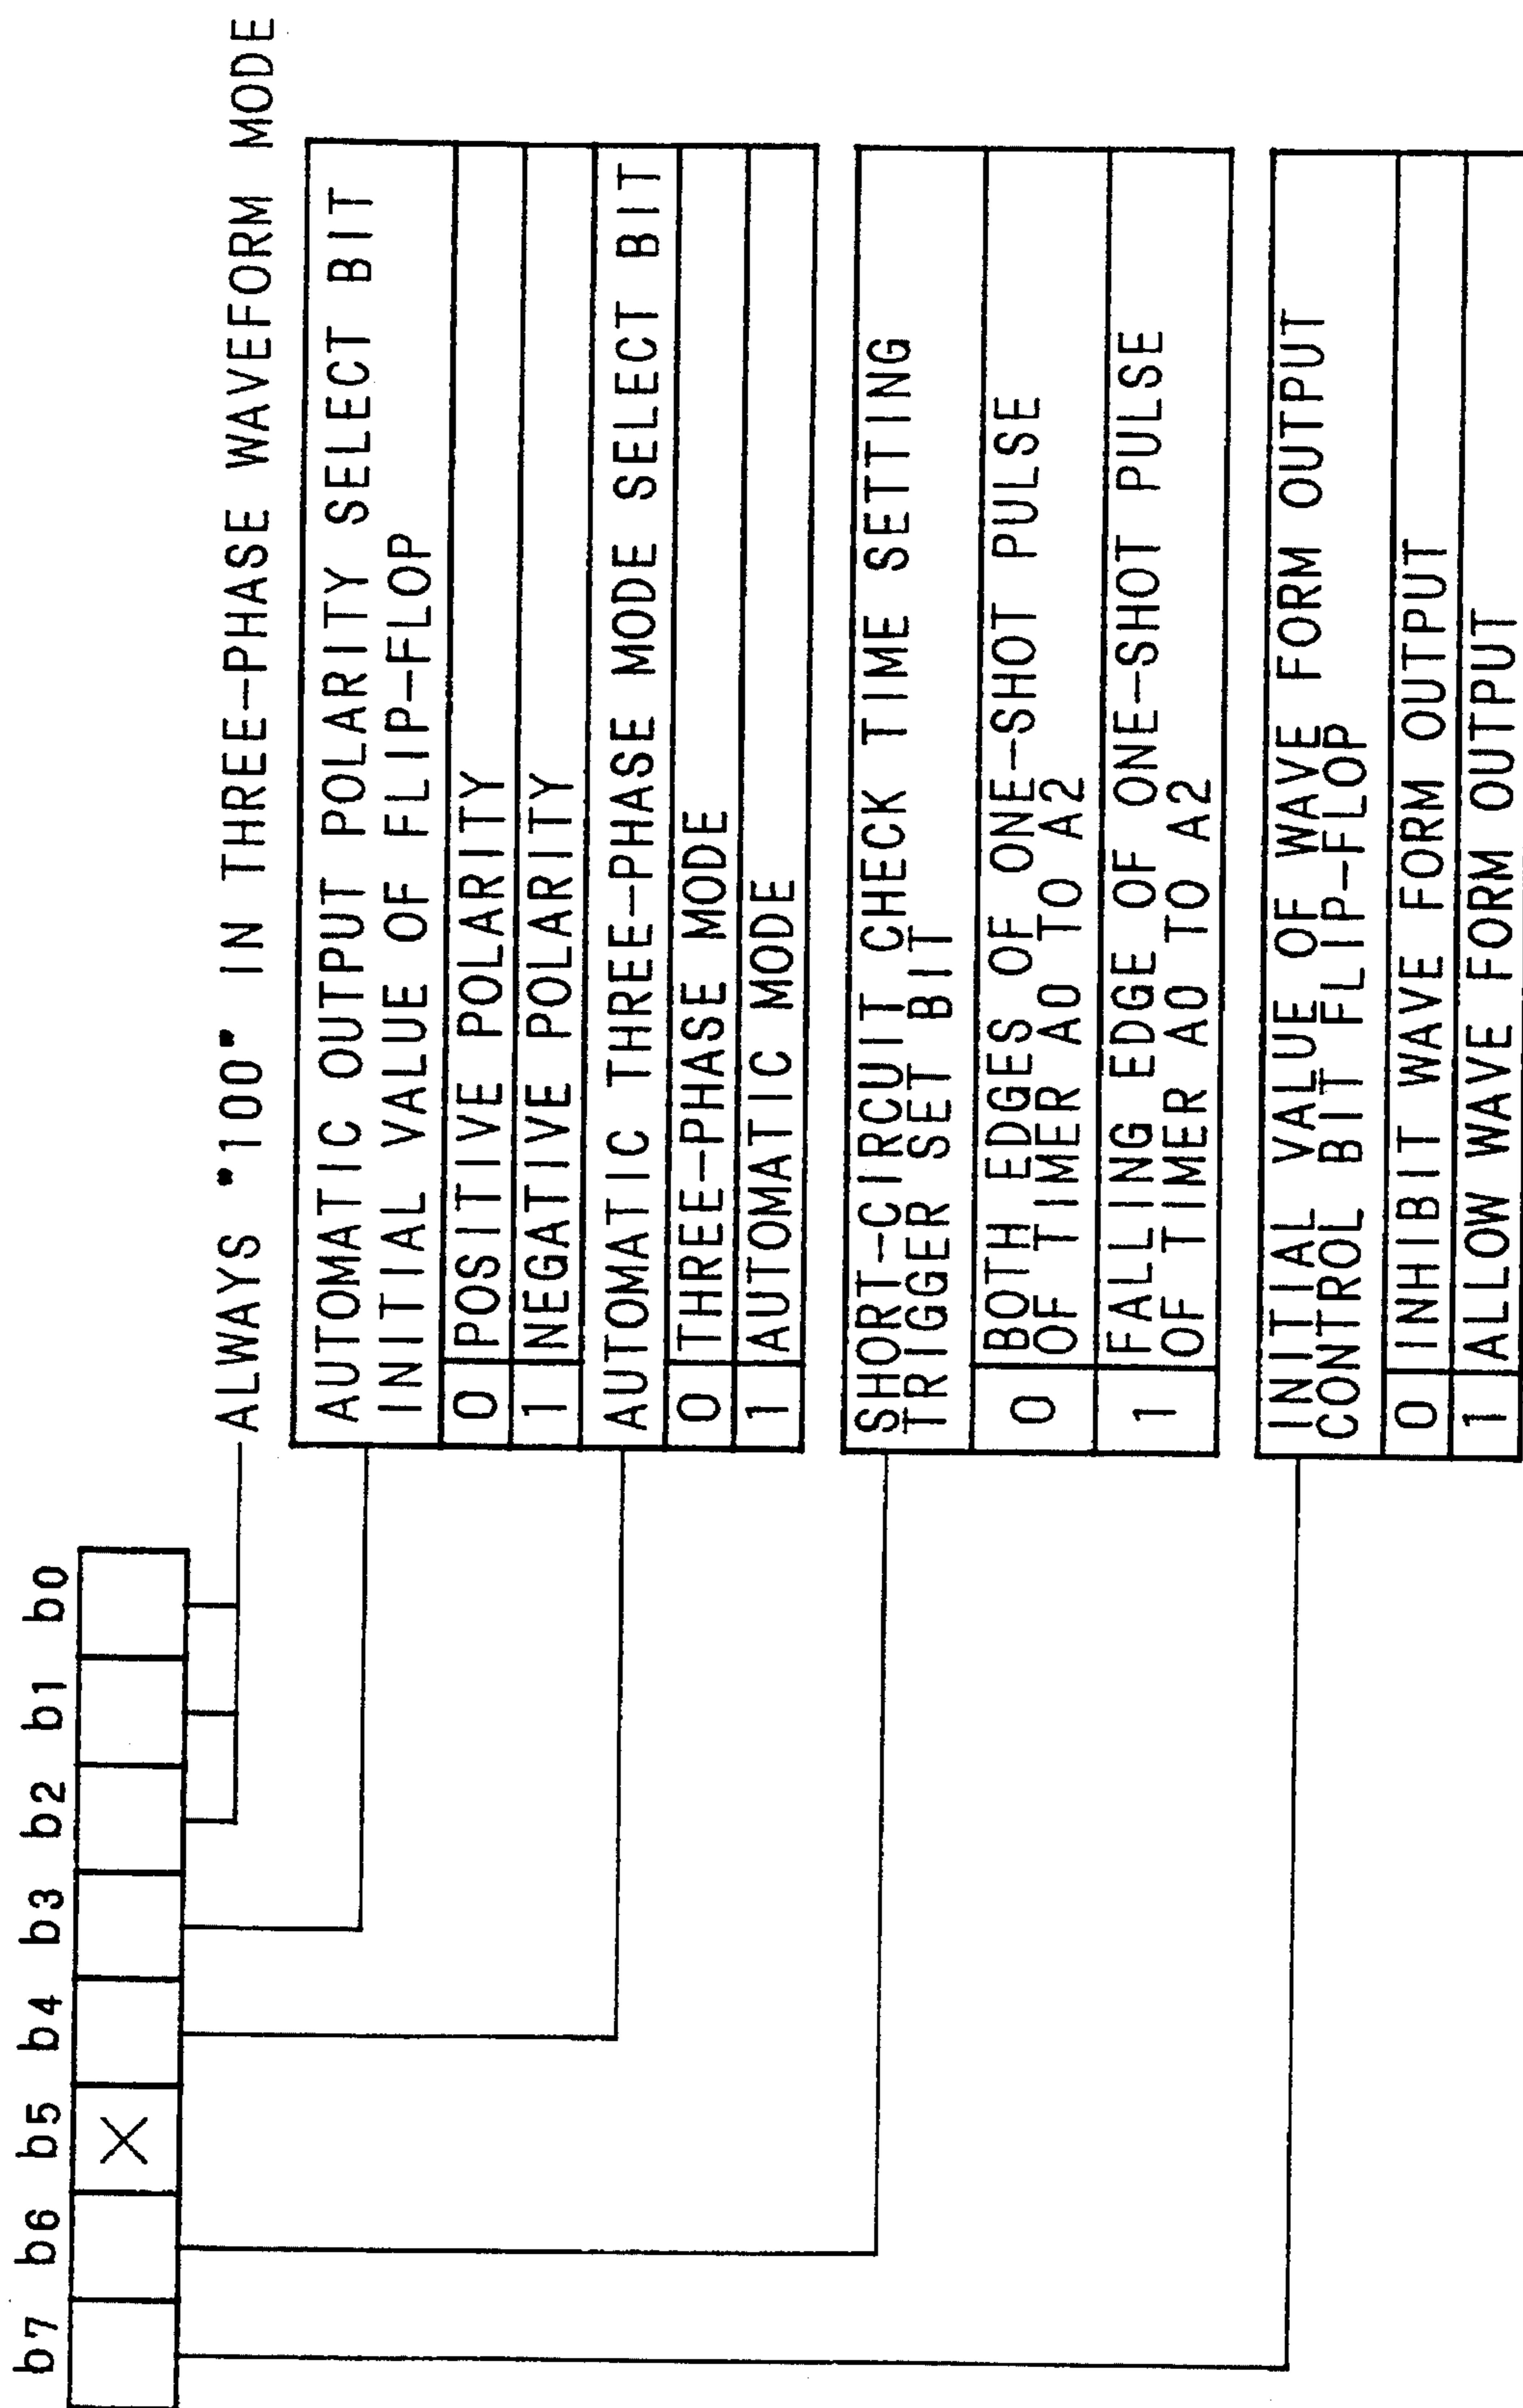 b7 b6 b5 b4 b3 b2 b1 b0
X
ALWAYS "100" IN THREE-PHASE WAVEFORM MODE
AUTOMATIC OUTPUT POLARITY SELECT BIT
INITIAL VALUE OF FLIP-FLOP
0 POSITIVE POLARITY
1 NEGATIVE POLARITY
AUTOMATIC THREE-PHASE MODE SELECT BIT
0 THREE-PHASE MODE
1 AUTOMATIC MODE
SHORT-CIRCUIT CHECK TIME SETTING
TRIGGER SET BIT
0 BOTH EDGES OF ONE-SHOT PULSE
OF TIMER A0 TO A2
1 FALLING EDGE OF ONE-SHOT PULSE
OF TIMER A0 TO A2
INITIAL VALUE OF WAVE FORM OUTPUT
CONTROL BIT FLIP-FLOP
0 INHIBIT WAVE FORM OUTPUT
1 ALLOW WAVE FORM OUTPUT